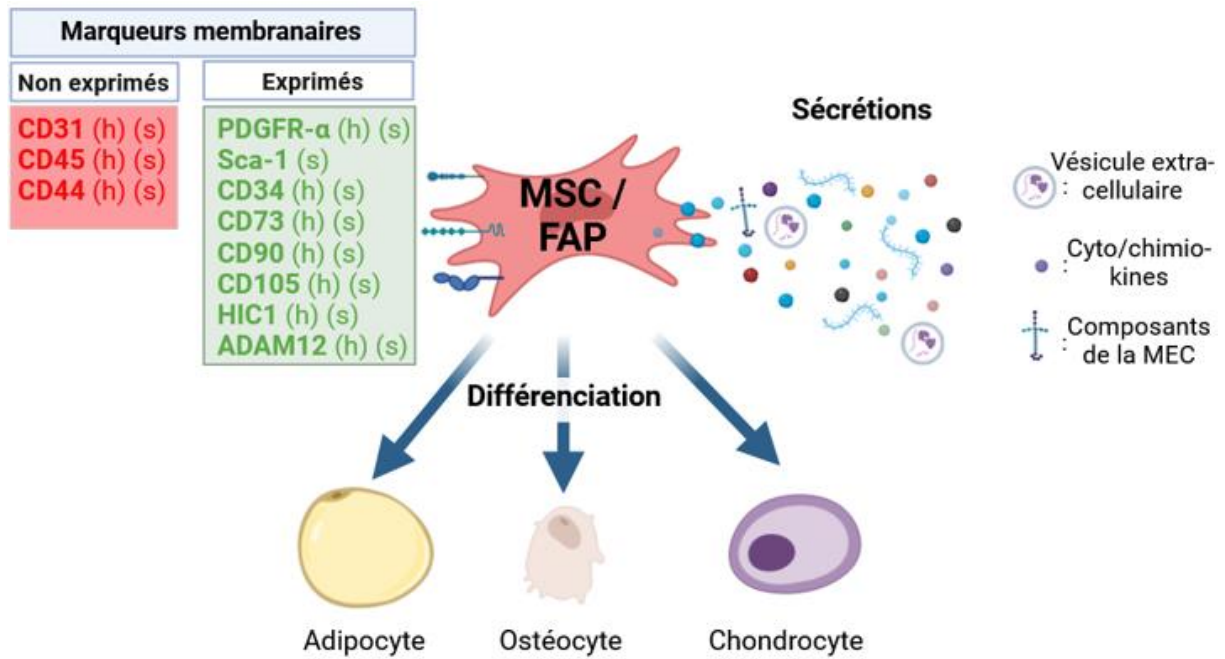 Marqueurs membranaires
Non exprimés
Exprimés
CD31 (h) (s)
CD45 (h) (s)
CD44 (h) (s)
PDGFR-α (h) (s)
Sca-1 (s)
CD34 (h) (s)
CD73 (h) (s)
CD90 (h) (s)
CD105 (h) (s)
HIC1 (h) (s)
ADAM12 (h) (s)
MSC /
FAP
Sécrétions
Vésicule extra-
: cellulaire
Cyto/chimio-
: kines
Composants
: de la MEC
Différenciation
Adipocyte
Ostéocyte
Chondrocyte